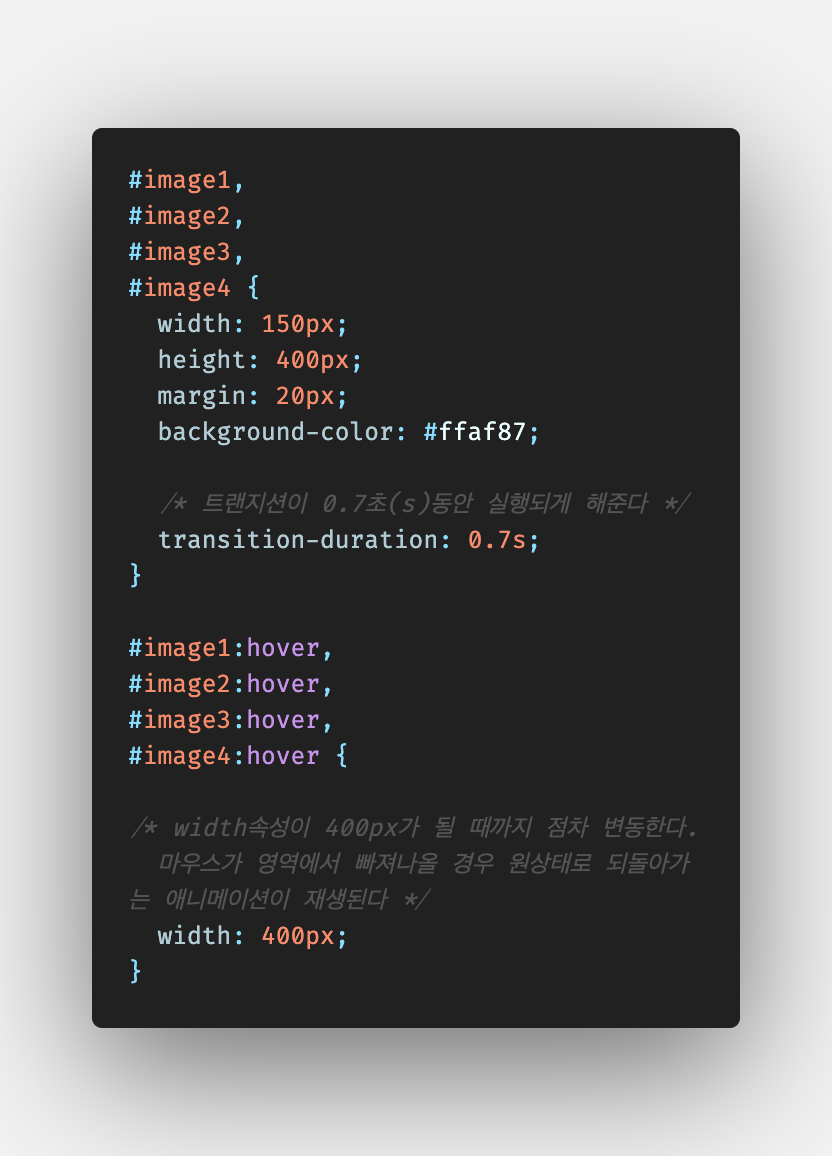 #image1,
#image2,
#image3,
#image4 {
  width: 150px;
  height: 400px;
  margin: 20px;
  background-color: #ffaf87;

  /* 트랜지션이 0.7초(s)동안 실행되게 해준다 */
  transition-duration: 0.7s;
}

#image1:hover,
#image2:hover,
#image3:hover,
#image4:hover {

/* width속성이 400px가 될 때까지 점차 변동한다.
  마우스가 영역에서 빠져나올 경우 원상태로 되돌아가
는 애니메이션이 재생된다 */
  width: 400px;
}